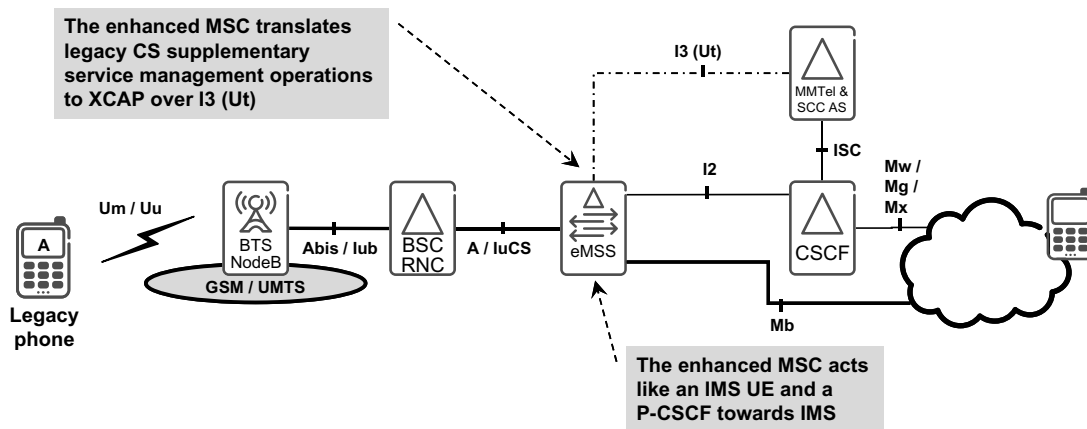 The enhanced MSC translates
legacy CS supplementary
service management operations
to XCAP over I3 (Ut)
I3 (Ut)
MMTel &
SCC AS
ISC
I2
Mw /
Mg /
Mx
Um / Uu
A
BTS
NodeB
Abis / Iub
BSC
RNC
A / IuCS
eMSS
CSCF
GSM / UMTS
Legacy
phone
Mb
The enhanced MSC acts
like an IMS UE and a
P-CSCF towards IMS